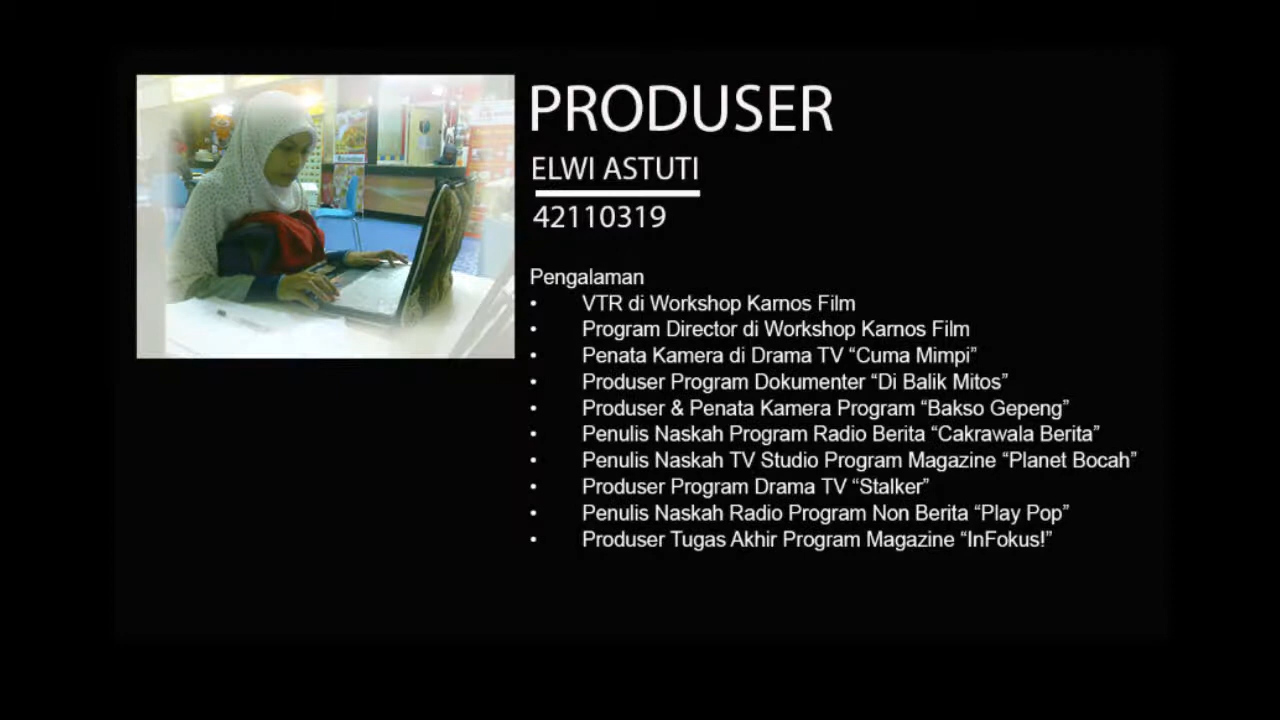 PRODUSER
ELWI ASTUTI
42110319
Pengalaman
• VTR di Workshop Karnos Film
• Program Director di Workshop Karnos Film
• Penata Kamera di Drama TV “Cuma Mimpi”
• Produser Program Dokumenter “Di Balik Mitos”
• Produser & Penata Kamera Program “Bakso Gepeng”
• Penulis Naskah Program Radio Berita “Cakrawala Berita”
• Penulis Naskah TV Studio Program Magazine “Planet Bocah”
• Produser Program Drama TV “Stalker”
• Penulis Naskah Radio Program Non Berita “Play Pop”
• Produser Tugas Akhir Program Magazine “InFokus!”